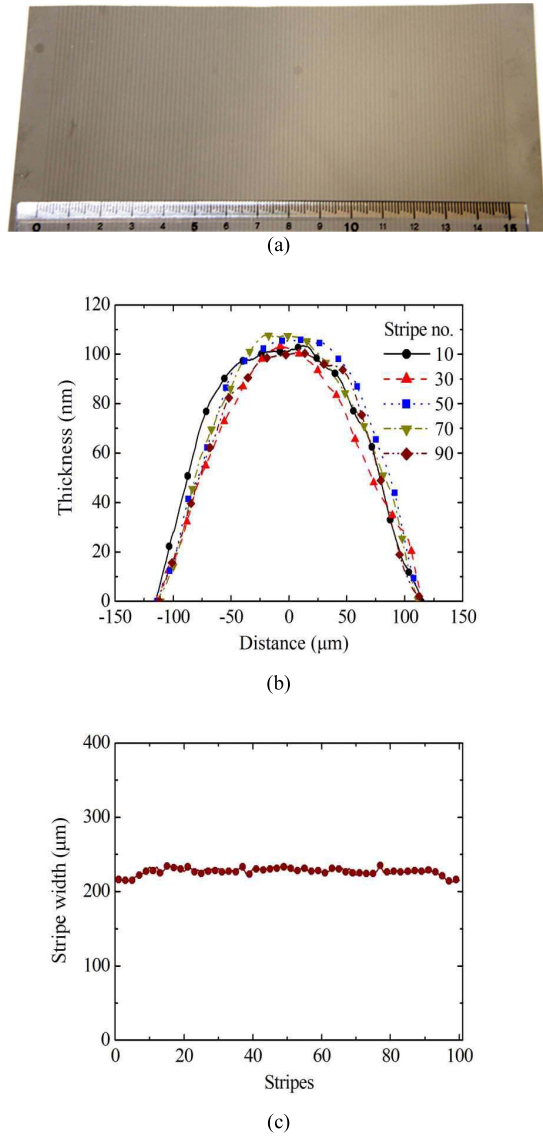 0 1 2 3 4 5 6 7 8 9 10 11 12 13 14 15
(a)
120
100
80
60
40
20
0
Thickness (nm)
Stripe no.
10
30
50
70
90
-150 -100 -50 0 50 100 150
Distance (μm)
(b)
400
300
200
100
0
Stripe width (μm)
0 20 40 60 80 100
Stripes
(c)